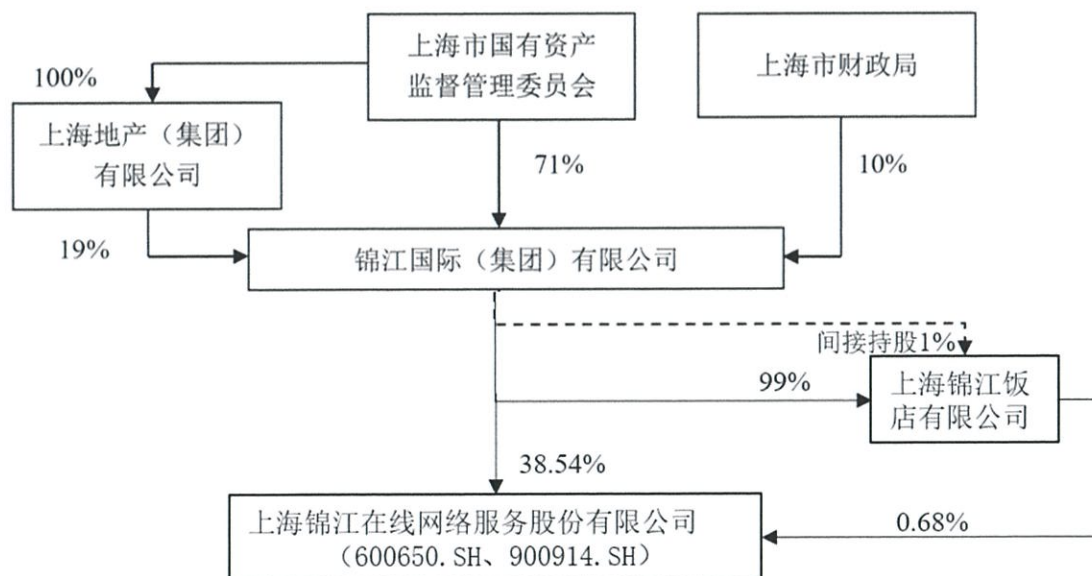 上海市国有资产
监督管理委员会
上海市财政局
100%
上海地产（集团）
有限公司
71%
10%
19%
锦江国际（集团）有限公司
间接持股1%
99%
上海锦江饭
店有限公司
38.54%
上海锦江在线网络服务股份有限公司
（600650.SH、900914.SH）
0.68%